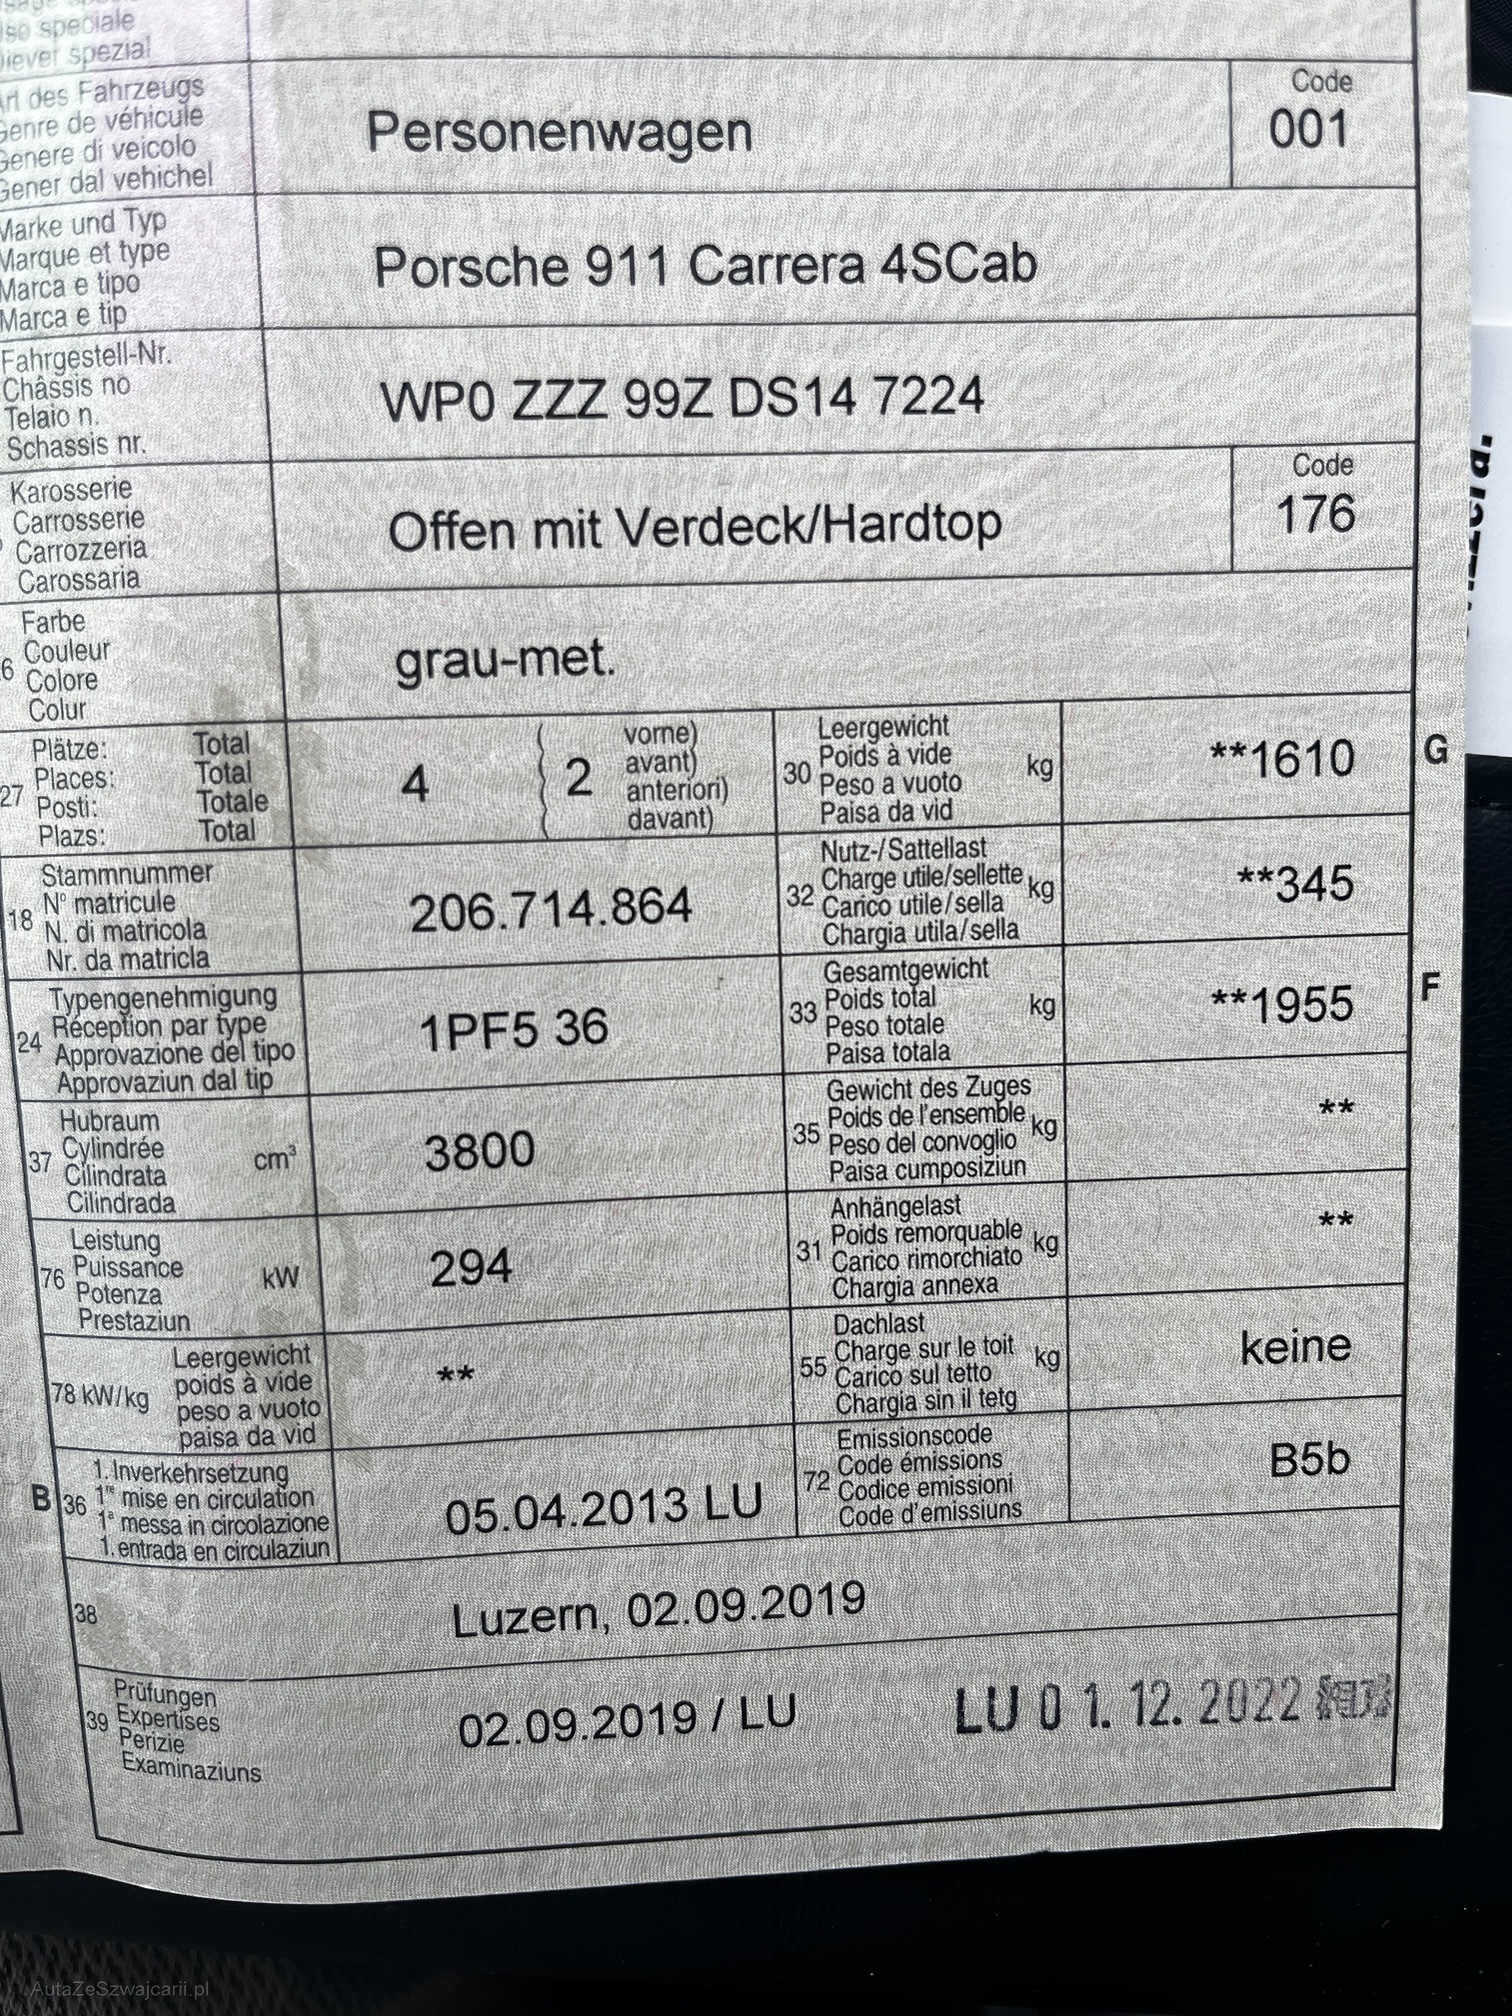 speciale
spezial
des Fahrzeugs
Genre de véhicule
Genere di veicolo
Gener dal vehichel
Personenwagen
Code
001
Marke und Typ
Marque et type
Marca e tipo
Marca e tip
Porsche 911 Carrera 4SCab
Fahrgestell-Nr.
Châssis no
Telaio n.
Schassis nr.
WP0 ZZZ 99Z DS14 7224
Karosserie
Carrosserie
Carrozzeria
Carossaria
Offen mit Verdeck/Hardtop
Code
176
Farbe
Couleur
Colore
Colur
grau-met.
27
Plätze: Total
Places: Total
Posti: Totale
Plazs: Total
4
2
vorne)
avant)
anteriori)
davant)
30
Leergewicht
Poids à vide
Peso a vuoto
Paisa da vid
kg
**1610
G
18
Stammnummer
N° matricule
N. di matricola
Nr. da matricla
206.714.864
32
Nutz-/Sattellast
Charge utile/sellette
Carico utile/sella
Chargia utila/sella
kg
**345
24
Typengenehmigung
Réception par type
Approvazione del tipo
Approvaziun dal tip
1PF5 36
33
Gesamtgewicht
Poids total
Peso totale
Paisa totala
kg
**1955
F
37
Hubraum
Cylindrée
Cilindrata
Cilindrada
cm³
3800
35
Gewicht des Zuges
Poids de l'ensemble
Peso del convoglio
Paisa cumposiziun
kg
**
76
Leistung
Puissance
Potenza
Prestaziun
kW
294
31
Anhängelast
Poids remorquable
Carico rimorchiato
Chargia annexa
kg
**
78 kW/kg
Leergewicht
poids à vide
peso a vuoto
paisa da vid
**
55
Dachlast
Charge sur le toit
Carico sul tetto
Chargia sin il tetg
kg
keine
B
36
1. Inverkehrsetzung
1re mise en circulation
1a messa in circolazione
1. entrada en circulaziun
05.04.2013 LU
72
Emissionscode
Code émissions
Codice emissioni
Code d'emissiuns
B5b
38
Luzern, 02.09.2019
39
Prüfungen
Expertises
Perizie
Examinaziuns
02.09.2019 / LU
LU 0 1. 12. 2022
AutaZeSzwajcarii.pl